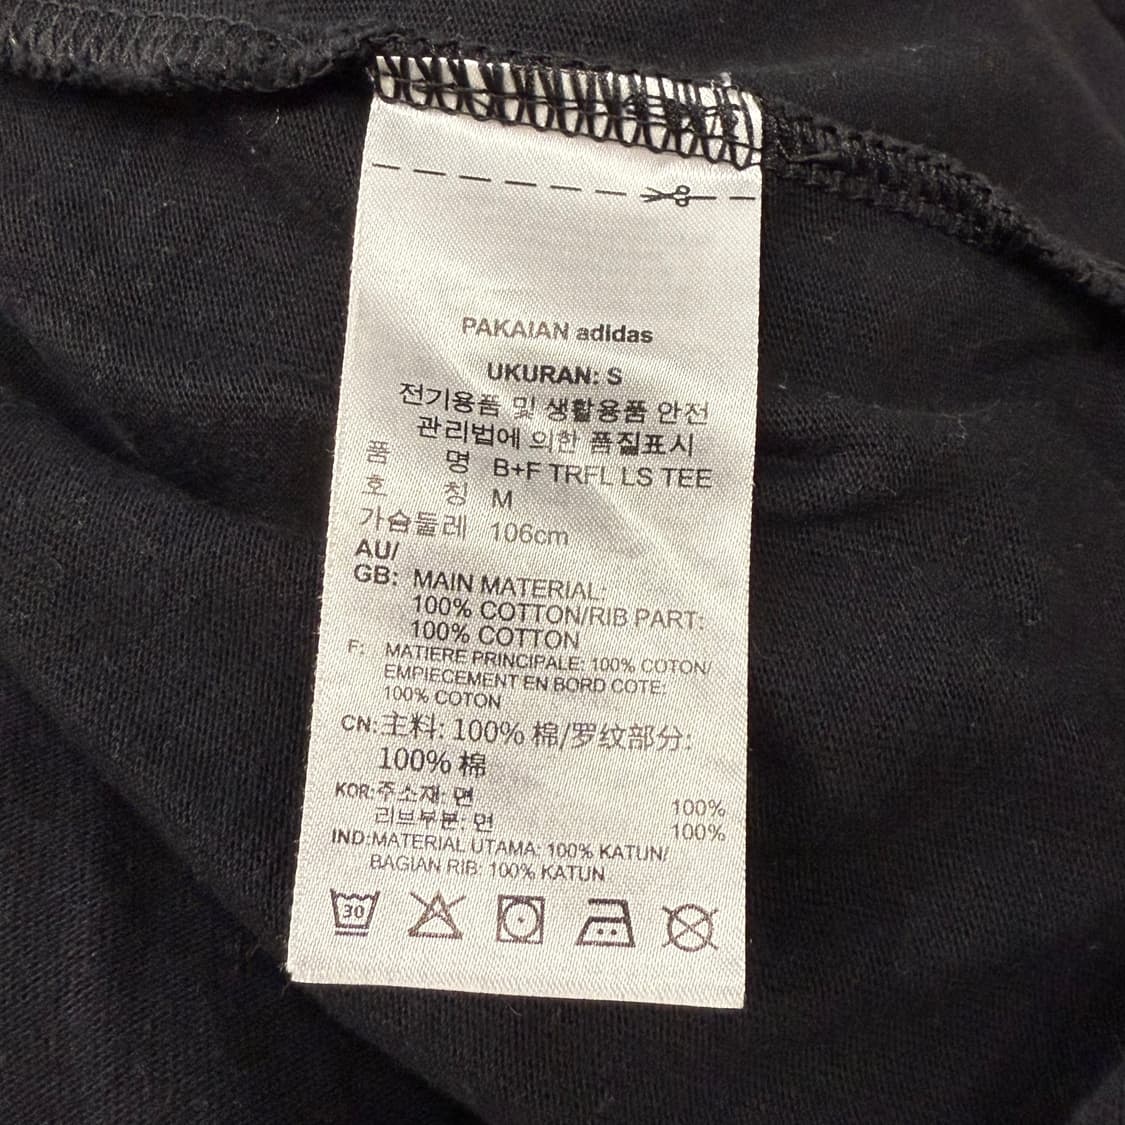 PAKAIAN adidas
UKURAN: S
전기용품 및 생활용품 안전
관리법에 의한 품질표시
품 명 B+F TRFL LS TEE
호 칭 M
가슴둘레 106cm
AU/
GB: MAIN MATERIAL:
100% COTTON/RIB PART:
100% COTTON
F: MATIERE PRINCIPALE: 100% COTON/
EMPIECEMENT EN BORD COTE:
100% COTON
CN:主料: 100% 棉/罗纹部分:
100% 棉
KOR:주소재: 면 100%
리브부분: 면 100%
IND:MATERIAL UTAMA: 100% KATUN/
BAGIAN RIB: 100% KATUN
30